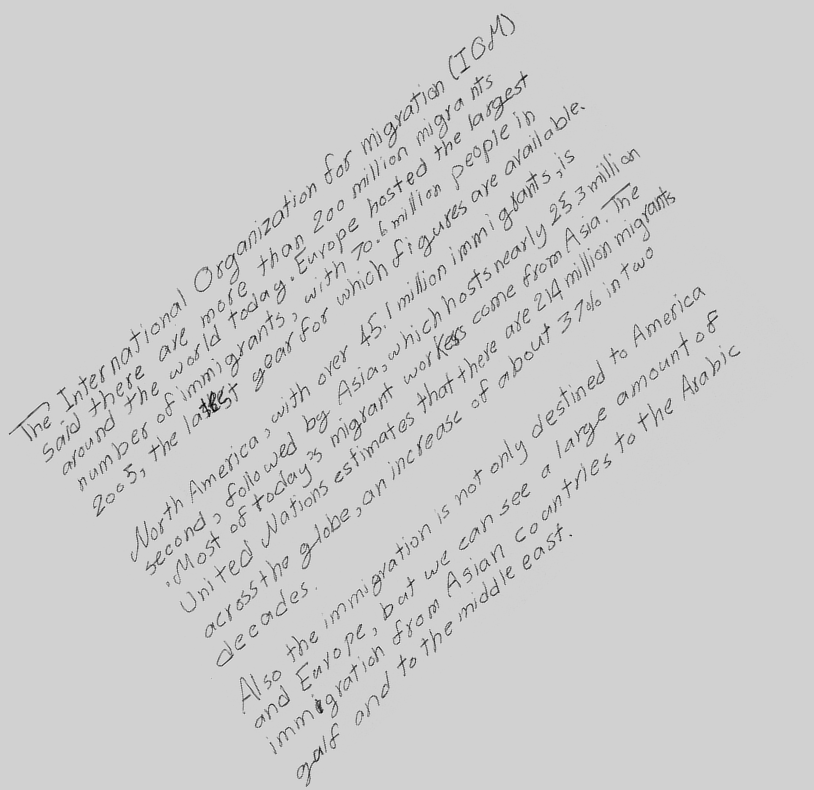 The International Organization for migration (IOM)
said there are more than 200 million migrants
around the world today. Europe hosted the largest
number of immigrants, with 70.6 million people in
2005, the latest year for which figures are available.
North America, with over 45.1 million immigrants, is
second, followed by Asia, which hosts nearly 25.3 million
. Most of today's migrant workers come from Asia. The
United Nations estimates that there are 214 million migrants
across the globe, an increase of about 37% in two
decades.
Also the immigration is not only destined to America
and Europe, but we can see a large amount of
immigration from Asian countries to the Arabic
gulf and to the middle east.